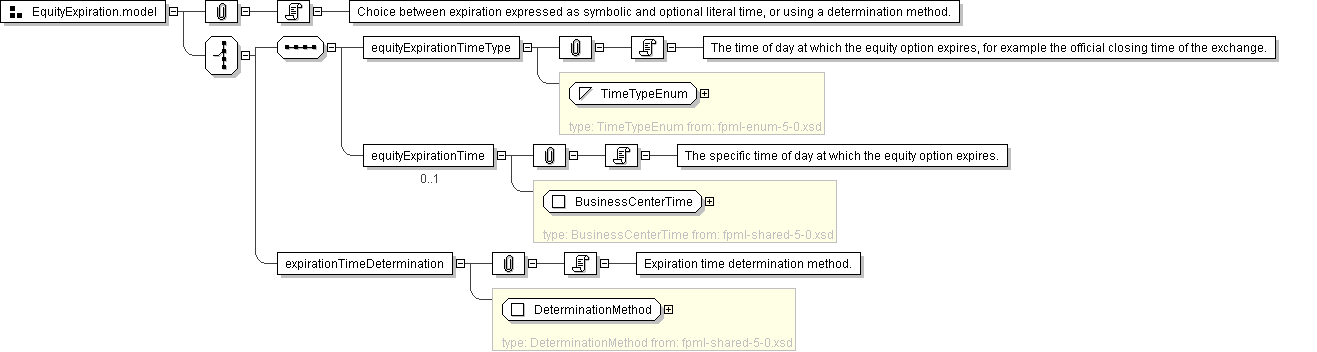 EquityExpiration.model
Choice between expiration expressed as symbolic and optional literal time, or using a determination method.
equityExpirationTimeType
The time of day at which the equity option expires, for example the official closing time of the exchange.
TimeTypeEnum
type: TimeTypeEnum from: fpml-enum-5-0.xsd
equityExpirationTime
The specific time of day at which the equity option expires.
0..1
BusinessCenterTime
type: BusinessCenterTime from: fpml-shared-5-0.xsd
expirationTimeDetermination
Expiration time determination method.
DeterminationMethod
type: DeterminationMethod from: fpml-shared-5-0.xsd